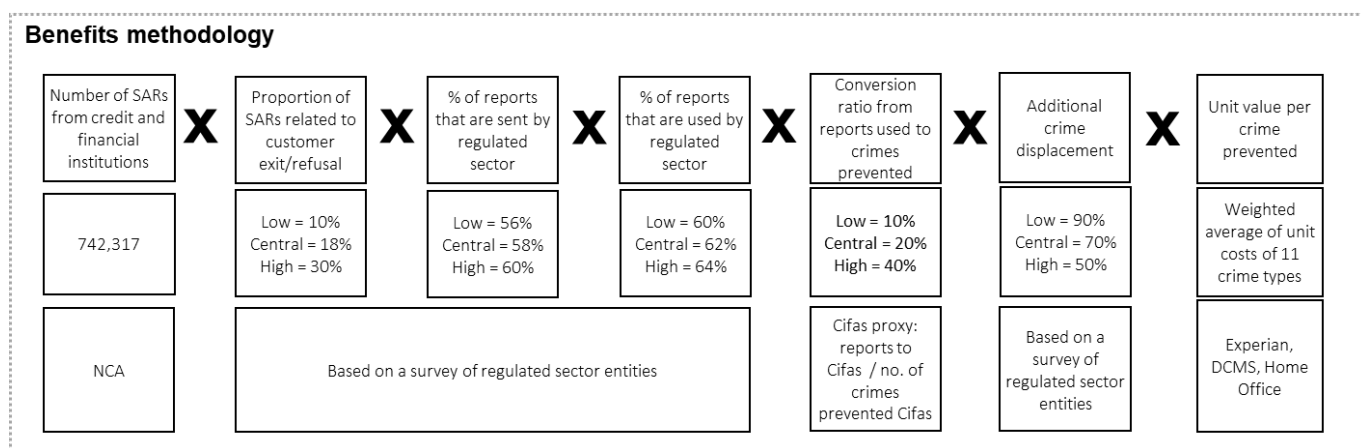 Benefits methodology
Number of SARs
from credit and
financial
institutions
X
Proportion of
SARs related to
customer
exit/refusal
X
% of reports
that are sent by
regulated
sector
X
% of reports
that are used by
regulated
sector
X
Conversion
ratio from
reports used to
crimes
prevented
X
Additional
crime
displacement
X
Unit value per
crime
prevented
742,317
Low = 10%
Central = 18%
High = 30%
Low = 56%
Central = 58%
High = 60%
Low = 60%
Central = 62%
High = 64%
Low = 10%
Central = 20%
High = 40%
Low = 90%
Central = 70%
High = 50%
Weighted
average of unit
costs of 11
crime types
NCA
Based on a survey of regulated sector entities
Cifas proxy:
reports to
Cifas / no. of
crimes
prevented Cifas
Based on a
survey of
regulated sector
entities
Experian,
DCMS, Home
Office